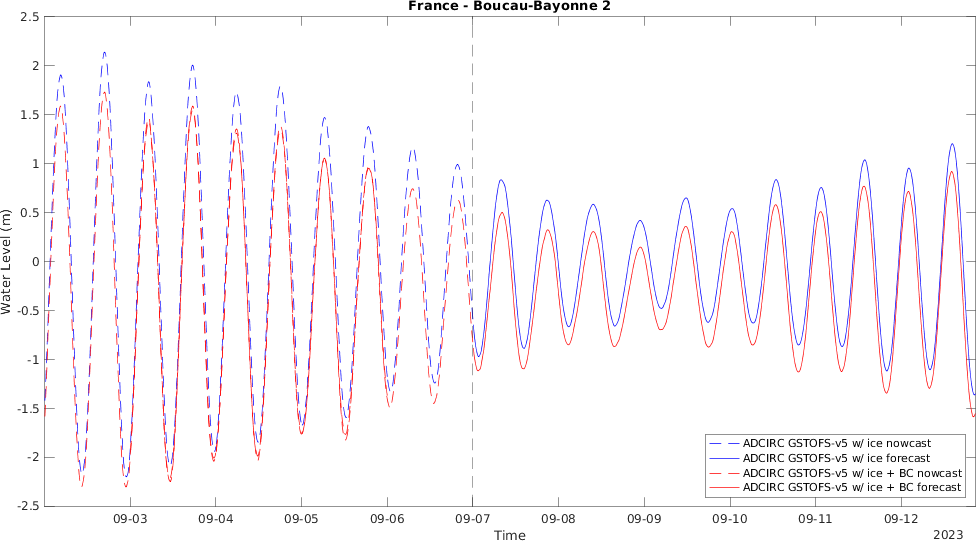 France - Boucau-Bayonne 2
2.5
2
1.5
1
0.5
0
-0.5
-1
-1.5
-2
-2.5
Water Level (m)
09-03 09-04 09-05 09-06 09-07 09-08 09-09 09-10 09-11 09-12
Time
2023
ADCIRC GSTOFS-v5 w/ ice nowcast
ADCIRC GSTOFS-v5 w/ ice forecast
ADCIRC GSTOFS-v5 w/ ice + BC nowcast
ADCIRC GSTOFS-v5 w/ ice + BC forecast